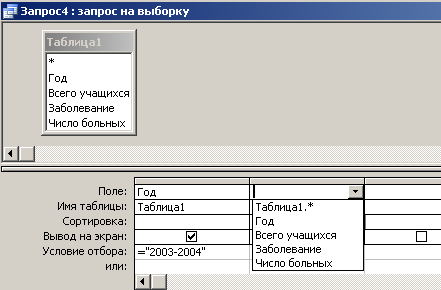 Запрос4 : запрос на выборку
Таблица1
*
Год
Всего учащихся
Заболевание
Число больных
Поле: Год
Имя таблицы: Таблица1 Таблица1.*
Сортировка: Год
Вывод на экран: Всего учащихся
Условие отбора: ="2003-2004" Заболевание
или: Число больных